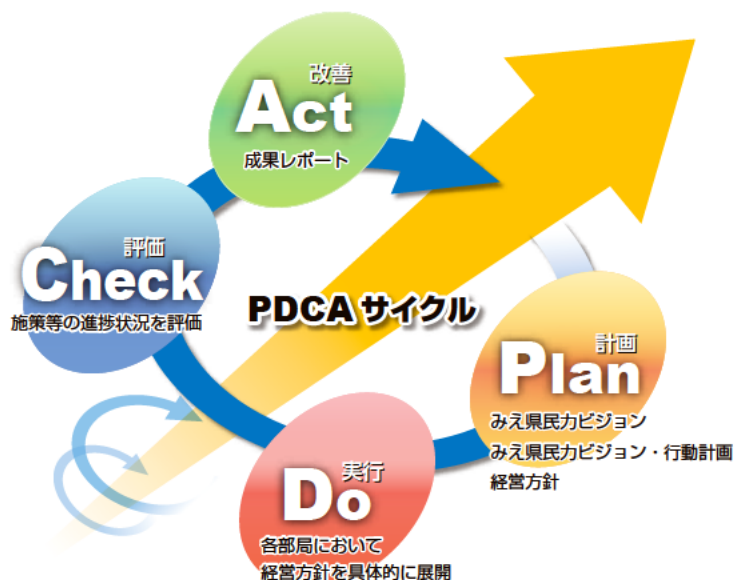 改善
Act
成果レポート
評価
Check
施策等の進捗状況を評価
PDCA サイクル
計画
Plan
みえ県民力ビジョン
みえ県民力ビジョン・行動計画
経営方針
実行
Do
各部局において
経営方針を具体的に展開